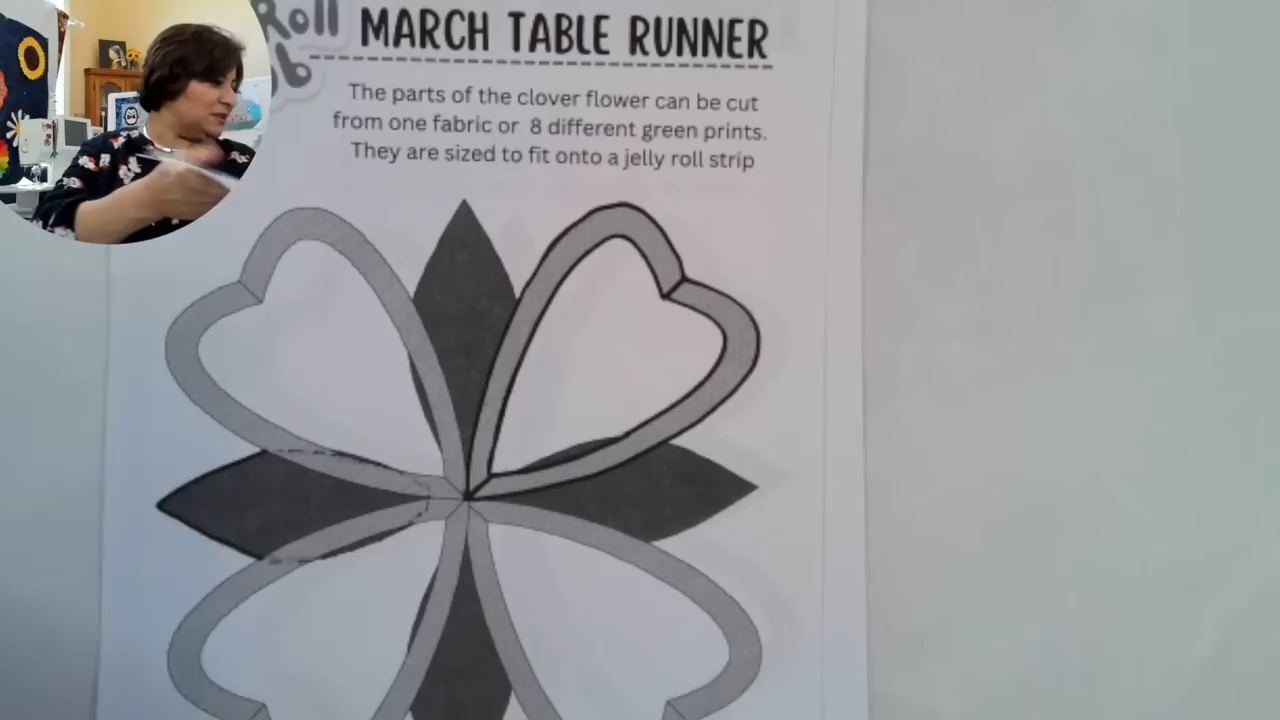 Roll
MARCH TABLE RUNNER
The parts of the clover flower can be cut
from one fabric or 8 different green prints.
They are sized to fit onto a jelly roll strip